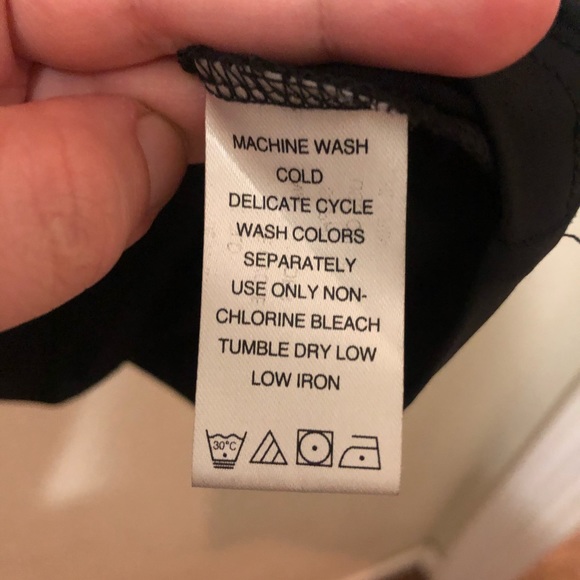 MACHINE WASH
COLD
DELICATE CYCLE
WASH COLORS
SEPARATELY
USE ONLY NON-
CHLORINE BLEACH
TUMBLE DRY LOW
LOW IRON
30°C